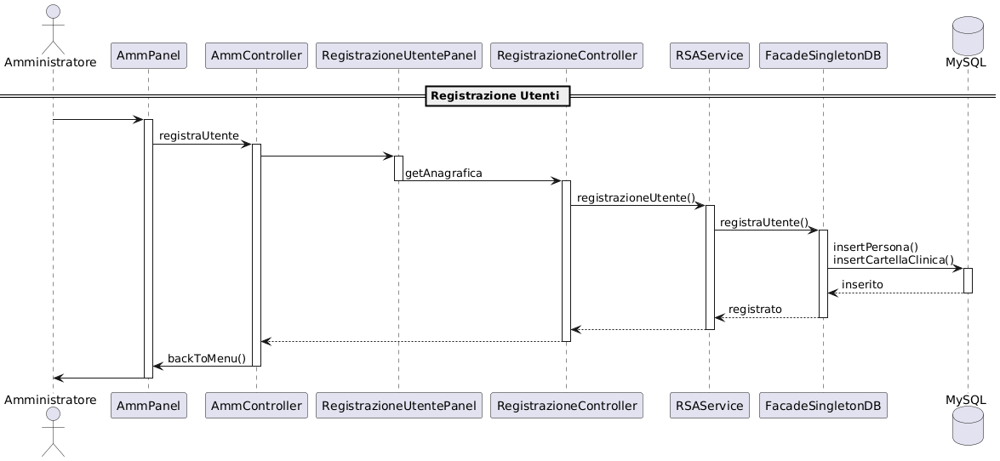 Amministratore
AmmPanel
AmmController
RegistrazioneUtentePanel
RegistrazioneController
RSAService
FacadeSingletonDB
MySQL
Registrazione Utenti
registraUtente
getAnagrafica
registrazioneUtente()
registraUtente()
insertPersona()
insertCartellaClinica()
inserito
registrato
backToMenu()
Amministratore
AmmPanel
AmmController
RegistrazioneUtentePanel
RegistrazioneController
RSAService
FacadeSingletonDB
MySQL